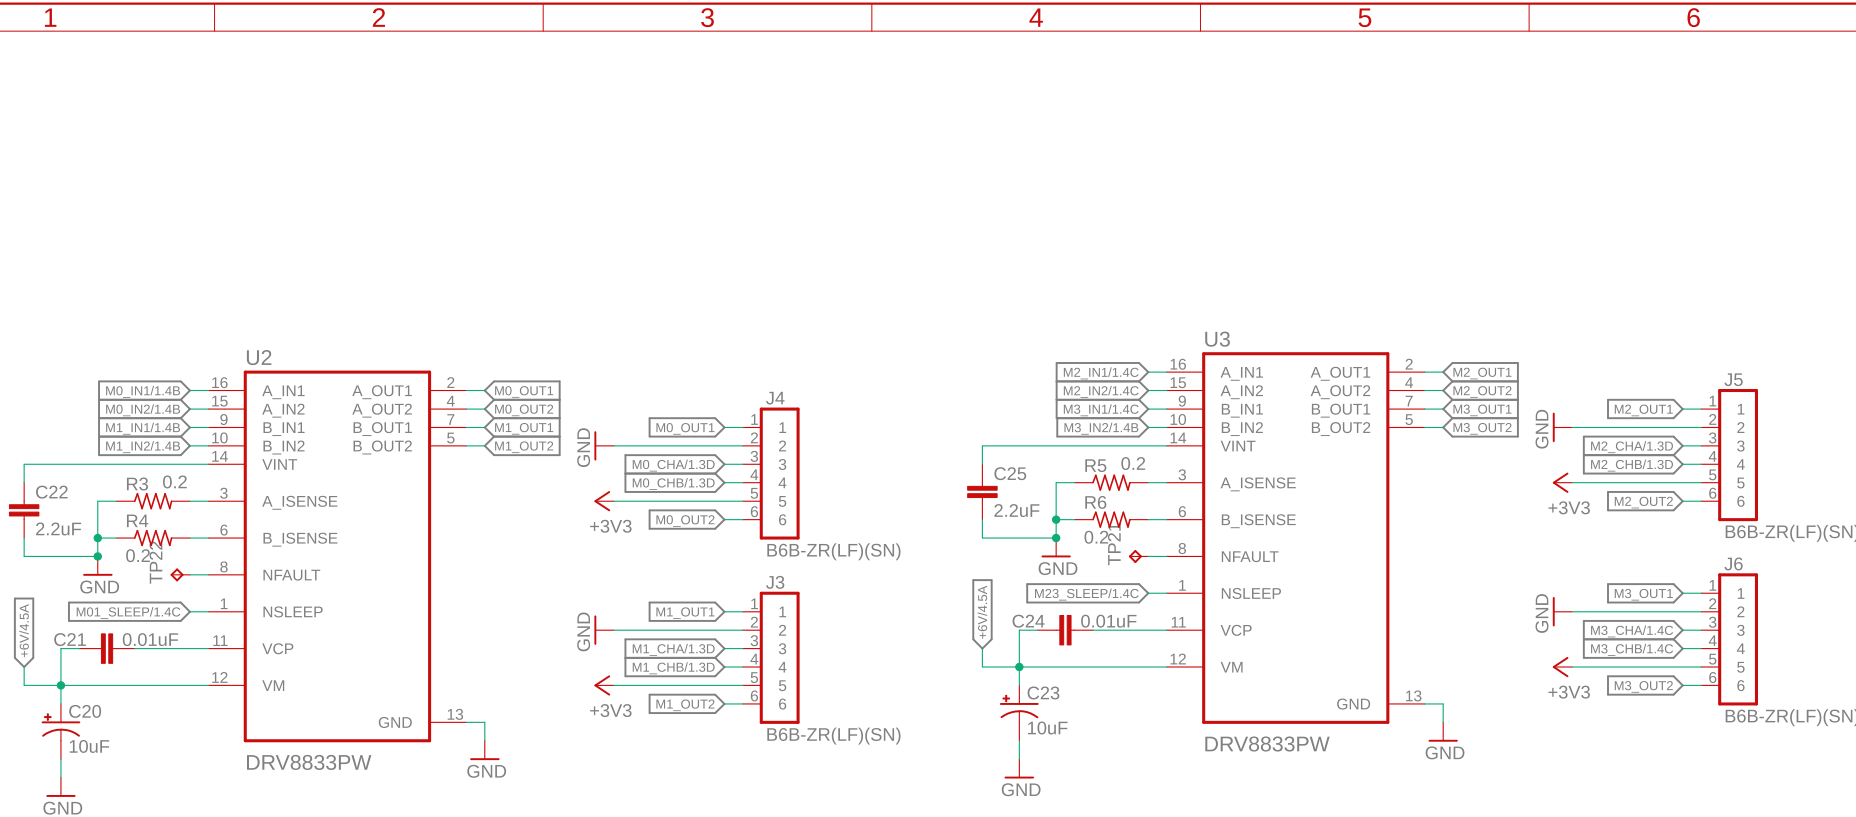 1 2 3 4 5 6
U2
16 A_IN1
15 A_IN2
9 B_IN1
10 B_IN2
14 VINT
3 A_ISENSE
6 B_ISENSE
8 NFAULT
1 NSLEEP
11 VCP
12 VM
A_OUT1 2
A_OUT2 4
B_OUT1 7
B_OUT2 5
GND 13
DRV8833PW
M0_IN1/1.4B
M0_IN2/1.4B
M1_IN1/1.4B
M1_IN2/1.4B
M0_OUT1
M0_OUT2
M1_OUT1
M1_OUT2
C22
2.2uF
R3 0.2
R4
0.2
TP22
GND
M01_SLEEP/1.4C
+6V/4.5A
C21 0.01uF
C20
+
10uF
GND
GND
J4
M0_OUT1 1 1
GND 2 2
M0_CHA/1.3D 3 3
M0_CHB/1.3D 4 4
+3V3 5 5
M0_OUT2 6 6
B6B-ZR(LF)(SN)
J3
M1_OUT1 1 1
GND 2 2
M1_CHA/1.3D 3 3
M1_CHB/1.3D 4 4
+3V3 5 5
M1_OUT2 6 6
B6B-ZR(LF)(SN)
U3
16 A_IN1
15 A_IN2
9 B_IN1
10 B_IN2
14 VINT
3 A_ISENSE
6 B_ISENSE
8 NFAULT
1 NSLEEP
11 VCP
12 VM
A_OUT1 2
A_OUT2 4
B_OUT1 7
B_OUT2 5
GND 13
DRV8833PW
M2_IN1/1.4C
M2_IN2/1.4C
M3_IN1/1.4C
M3_IN2/1.4B
M2_OUT1
M2_OUT2
M3_OUT1
M3_OUT2
C25
2.2uF
R5 0.2
R6
0.2
TP21
GND
M23_SLEEP/1.4C
+6V/4.5A
C24 0.01uF
C23
+
10uF
GND
GND
J5
M2_OUT1 1 1
GND 2 2
M2_CHA/1.3D 3 3
M2_CHB/1.3D 4 4
+3V3 5 5
M2_OUT2 6 6
B6B-ZR(LF)(SN)
J6
M3_OUT1 1 1
GND 2 2
M3_CHA/1.4C 3 3
M3_CHB/1.4C 4 4
+3V3 5 5
M3_OUT2 6 6
B6B-ZR(LF)(SN)